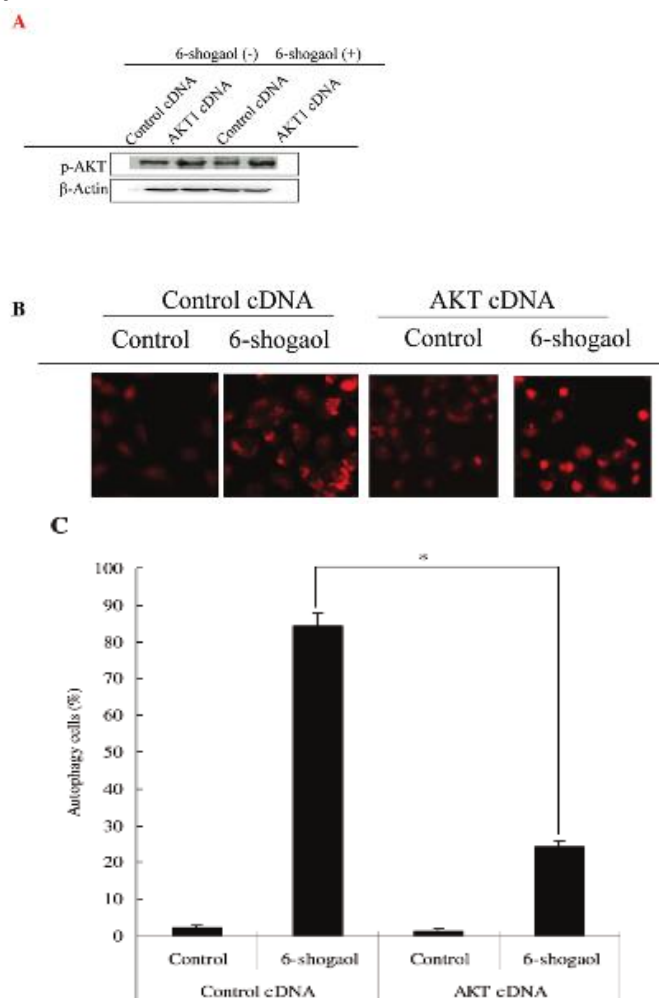 A
6-shogaol (-) 6-shogaol (+)
Control cDNA AKT1 cDNA Control cDNA AKT1 cDNA
p-AKT
β-Actin
B
Control cDNA AKT cDNA
Control 6-shogaol Control 6-shogaol
C
*
100
90
80
70
60
50
40
30
20
10
0
Autophagy cells (%)
Control 6-shogaol Control 6-shogaol
Control cDNA AKT cDNA